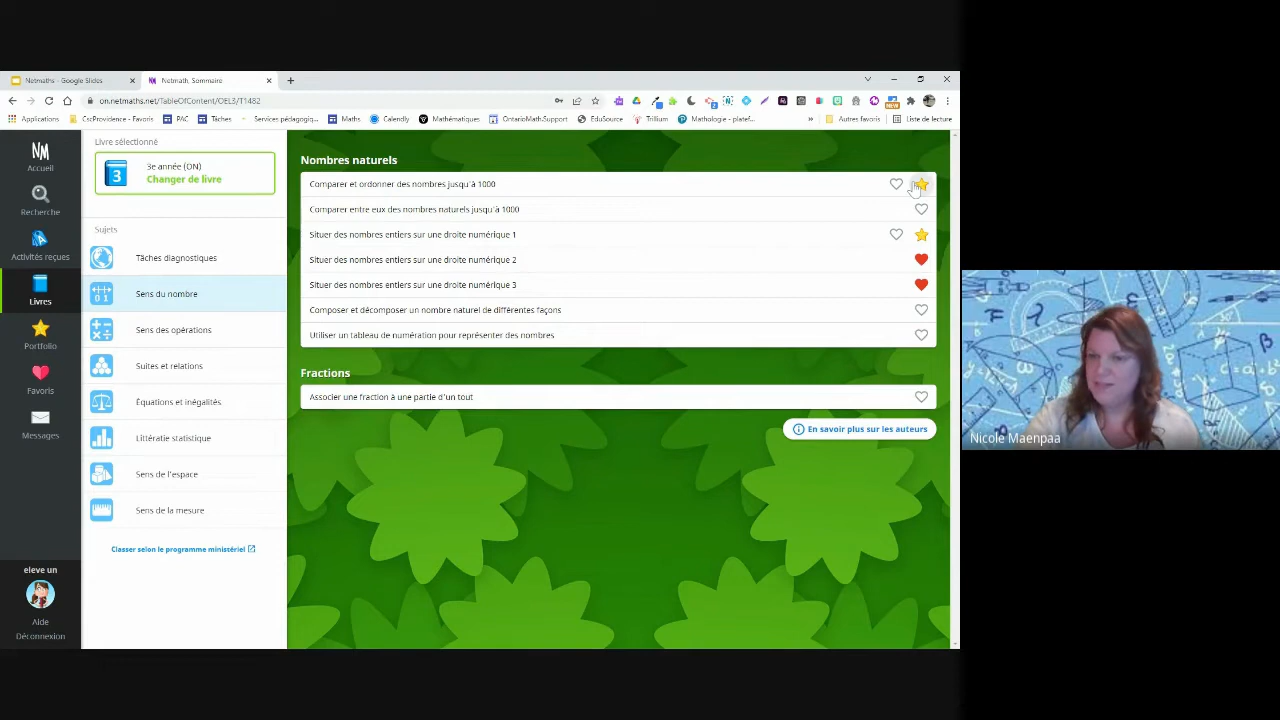 Netmaths - Google Slides
Netmath, Sommaire
on.netmaths.net/TableOfContent/OEL3/T1482
Applications
CscProvidence - Favoris
PAC
Tâches
Services pédagogiq...
Maths
Calendly
Mathématiques
OntarioMath.Support
EduSource
Trillium
Mathologie - platef...
Autres favoris
Liste de lecture
NM
Accueil
Recherche
Activités reçues
Livres
Portfolio
Favoris
Messages
eleve un
Aide
Déconnexion
Livre sélectionné
3
3e année (ON)
Changer de livre
Sujets
Tâches diagnostiques
Sens du nombre
Sens des opérations
Suites et relations
Équations et inégalités
Littératie statistique
Sens de l'espace
Sens de la mesure
Classer selon le programme ministériel
Nombres naturels
Comparer et ordonner des nombres jusqu'à 1000
Comparer entre eux des nombres naturels jusqu'à 1000
Situer des nombres entiers sur une droite numérique 1
Situer des nombres entiers sur une droite numérique 2
Situer des nombres entiers sur une droite numérique 3
Composer et décomposer un nombre naturel de différentes façons
Utiliser un tableau de numération pour représenter des nombres
Fractions
Associer une fraction à une partie d'un tout
En savoir plus sur les auteurs
Nicole Maenpaa